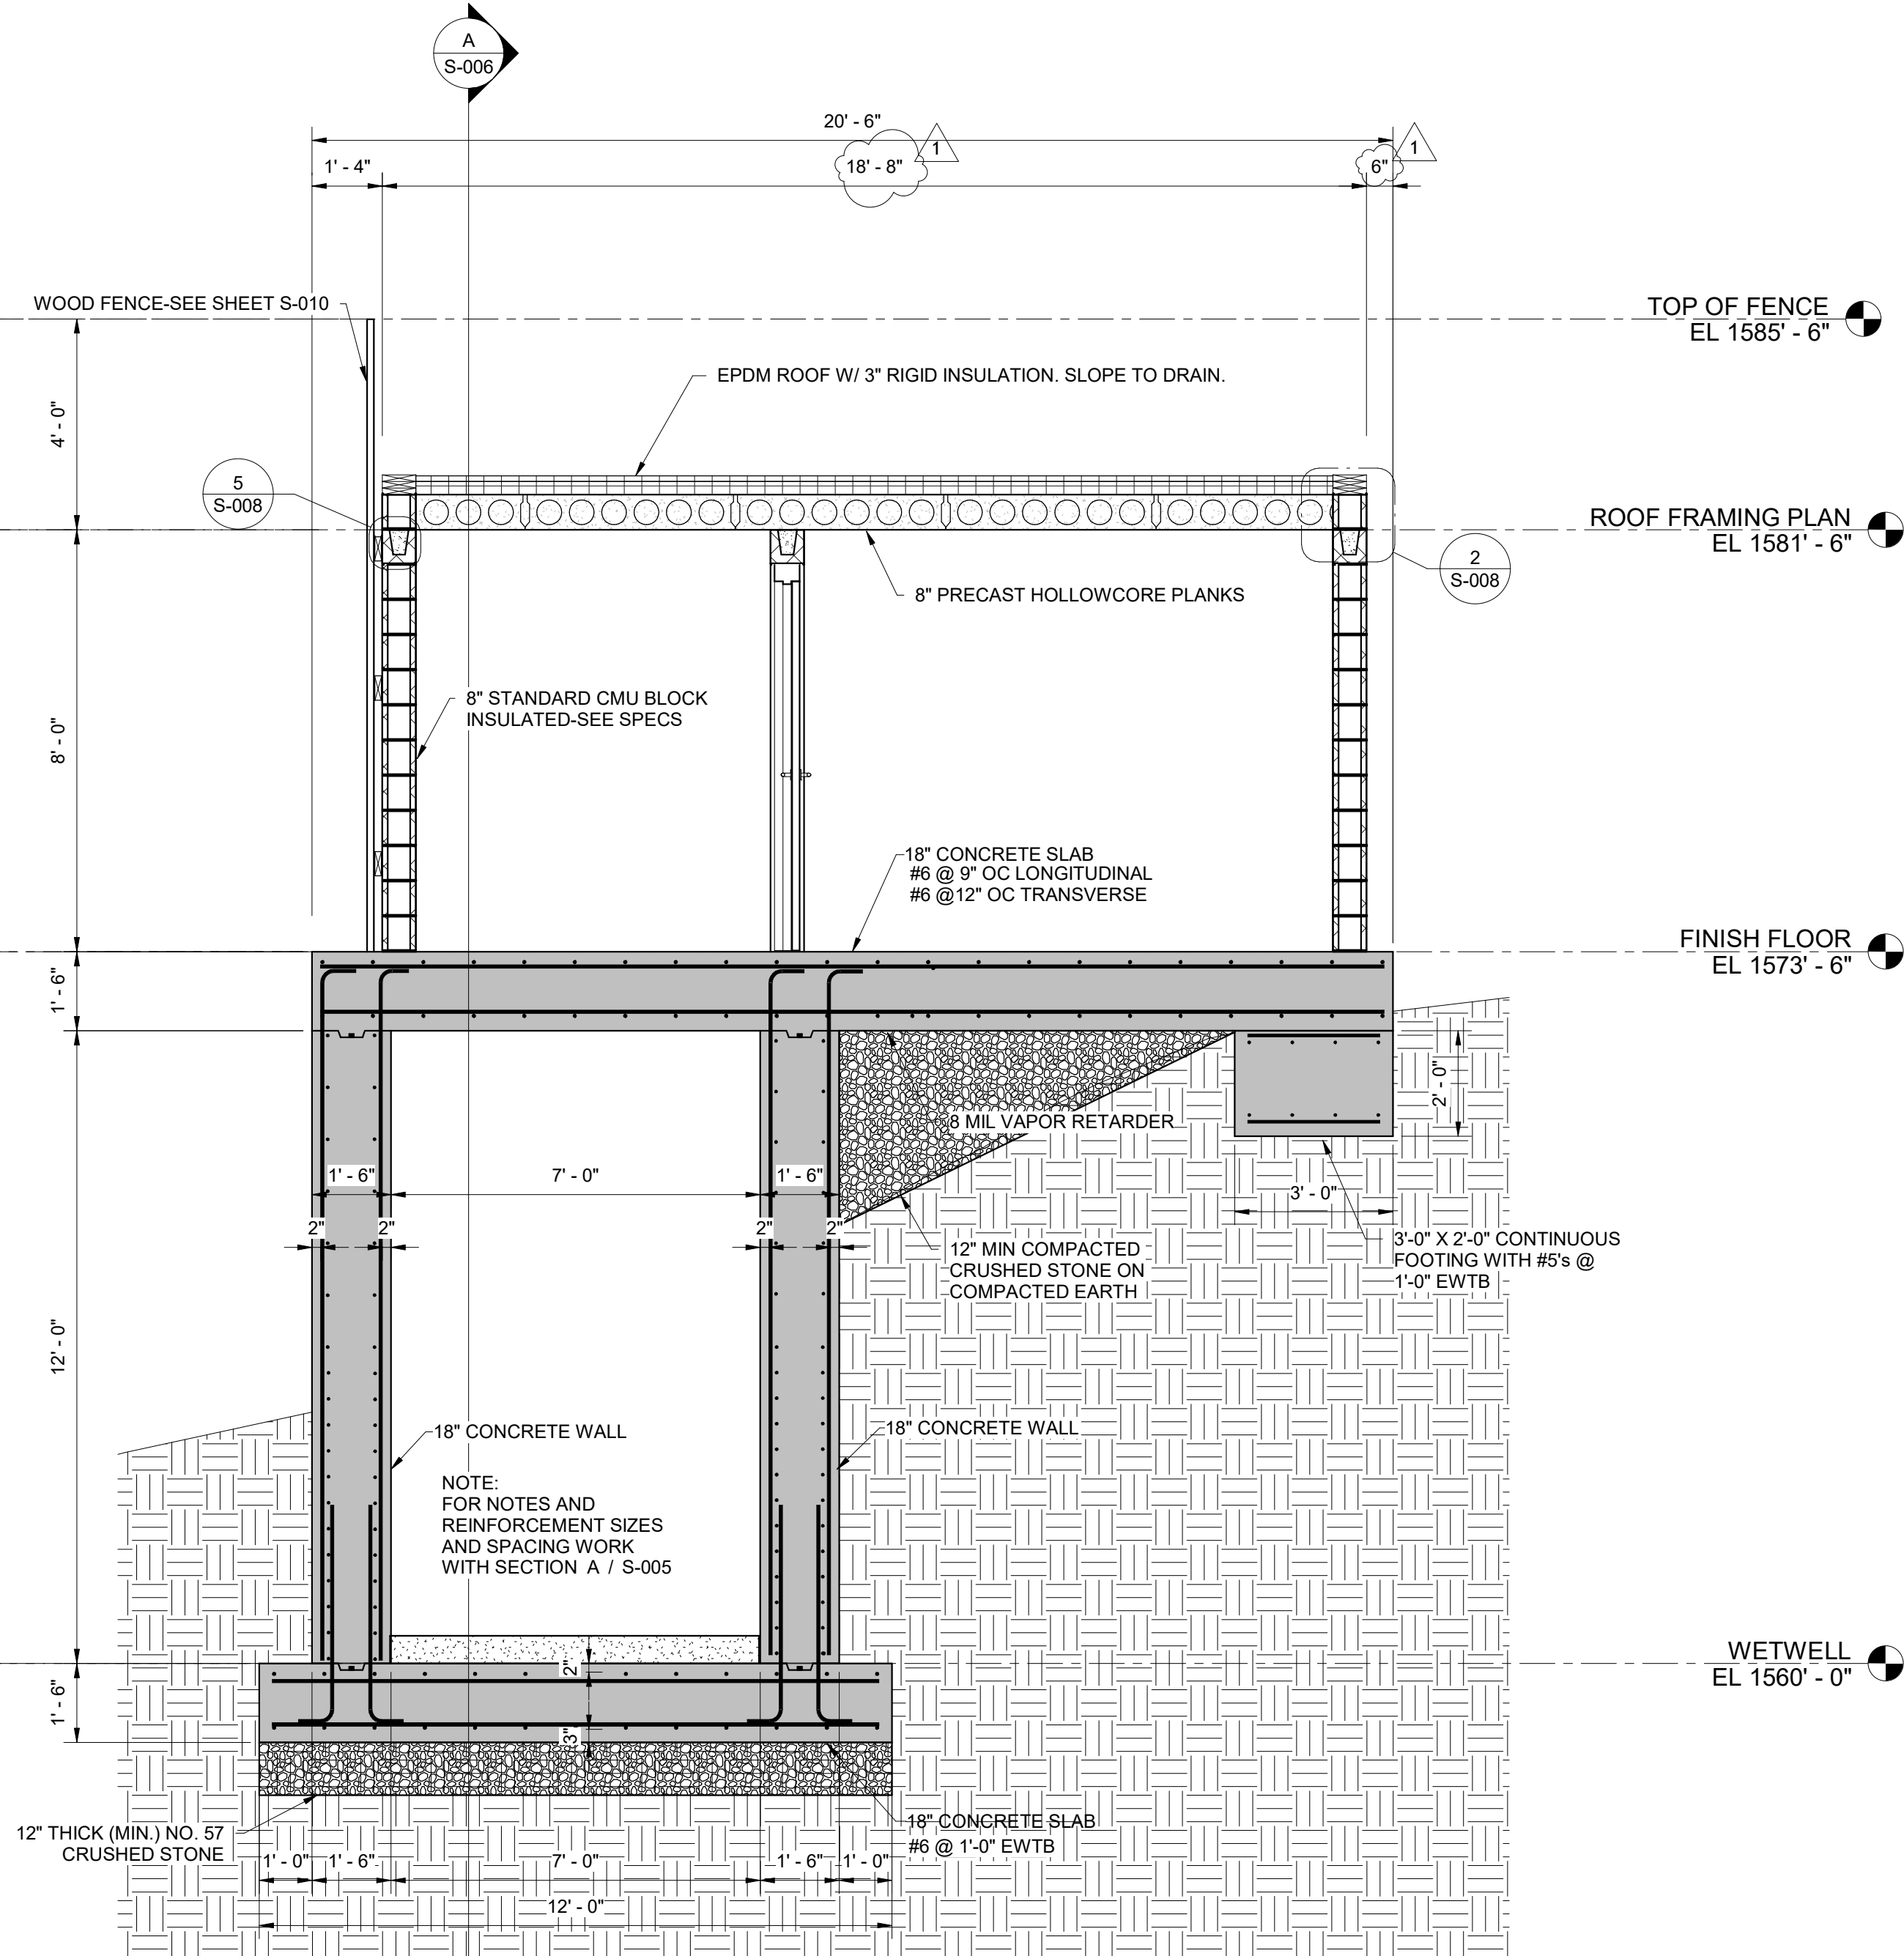 A
S-006
20' - 6"
1' - 4"
18' - 8"
1
6"
1
WOOD FENCE-SEE SHEET S-010
TOP OF FENCE
EL 1585' - 6"
EPDM ROOF W/ 3" RIGID INSULATION. SLOPE TO DRAIN.
4' - 0"
5
S-008
ROOF FRAMING PLAN
EL 1581' - 6"
2
S-008
8" PRECAST HOLLOWCORE PLANKS
8" STANDARD CMU BLOCK
INSULATED-SEE SPECS
8' - 0"
18" CONCRETE SLAB
#6 @ 9" OC LONGITUDINAL
#6 @12" OC TRANSVERSE
FINISH FLOOR
EL 1573' - 6"
1' - 6"
2' - 0"
8 MIL VAPOR RETARDER
1' - 6"
7' - 0"
1' - 6"
3' - 0"
2"
2"
2"
2"
12" MIN COMPACTED
CRUSHED STONE ON
COMPACTED EARTH
3'-0" X 2'-0" CONTINUOUS
FOOTING WITH #5's @
1'-0" EWTB
12' - 0"
18" CONCRETE WALL
18" CONCRETE WALL
NOTE:
FOR NOTES AND
REINFORCEMENT SIZES
AND SPACING WORK
WITH SECTION A / S-005
WETWELL
EL 1560' - 0"
2"
1' - 6"
3"
18" CONCRETE SLAB
#6 @ 1'-0" EWTB
12" THICK (MIN.) NO. 57
CRUSHED STONE
1' - 0"
1' - 6"
7' - 0"
1' - 6"
1' - 0"
12' - 0"